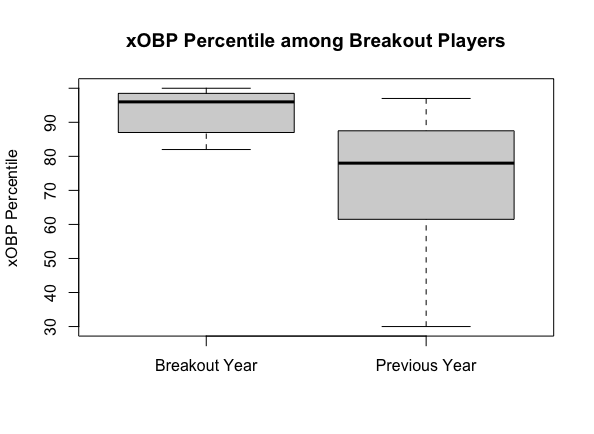 xOBP Percentile among Breakout Players
xOBP Percentile
90
80
70
60
50
40
30
Breakout Year
Previous Year